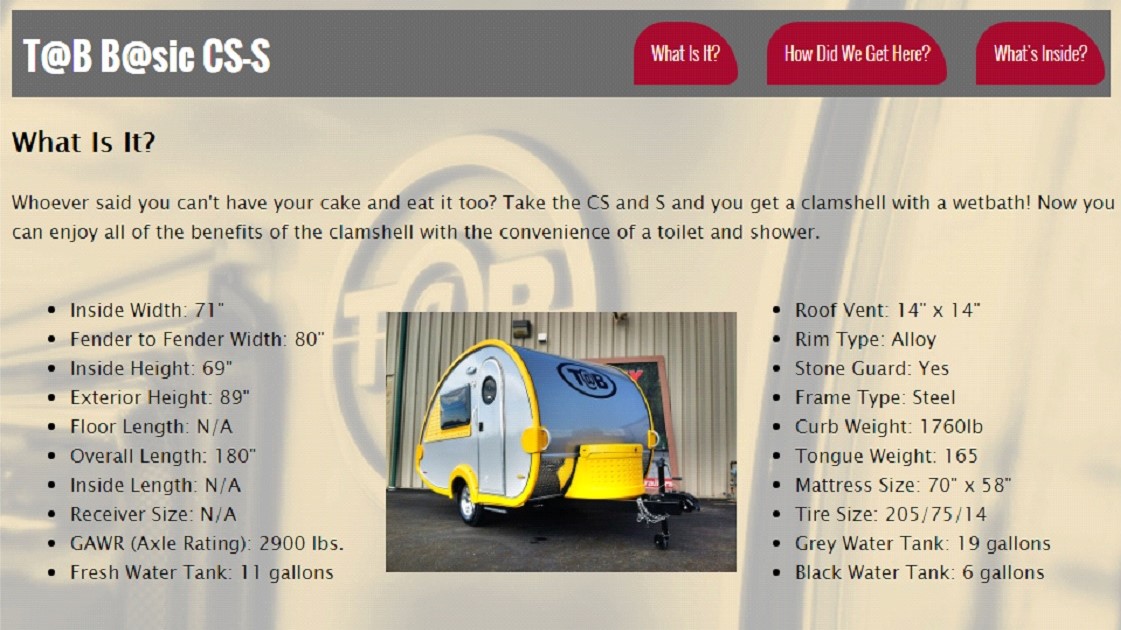 T@B B@sic CS-S
What Is It?
How Did We Get Here?
What's Inside?
What Is It?
Whoever said you can't have your cake and eat it too? Take the CS and S and you get a clamshell with a wetbath! Now you
can enjoy all of the benefits of the clamshell with the convenience of a toilet and shower.
Inside Width: 71"
Fender to Fender Width: 80"
Inside Height: 69"
Exterior Height: 89"
Floor Length: N/A
Overall Length: 180"
Inside Length: N/A
Receiver Size: N/A
GAWR (Axle Rating): 2900 lbs.
Fresh Water Tank: 11 gallons
T@B
Roof Vent: 14" x 14"
Rim Type: Alloy
Stone Guard: Yes
Frame Type: Steel
Curb Weight: 1760lb
Tongue Weight: 165
Mattress Size: 70" x 58"
Tire Size: 205/75/14
Grey Water Tank: 19 gallons
Black Water Tank: 6 gallons
T@B